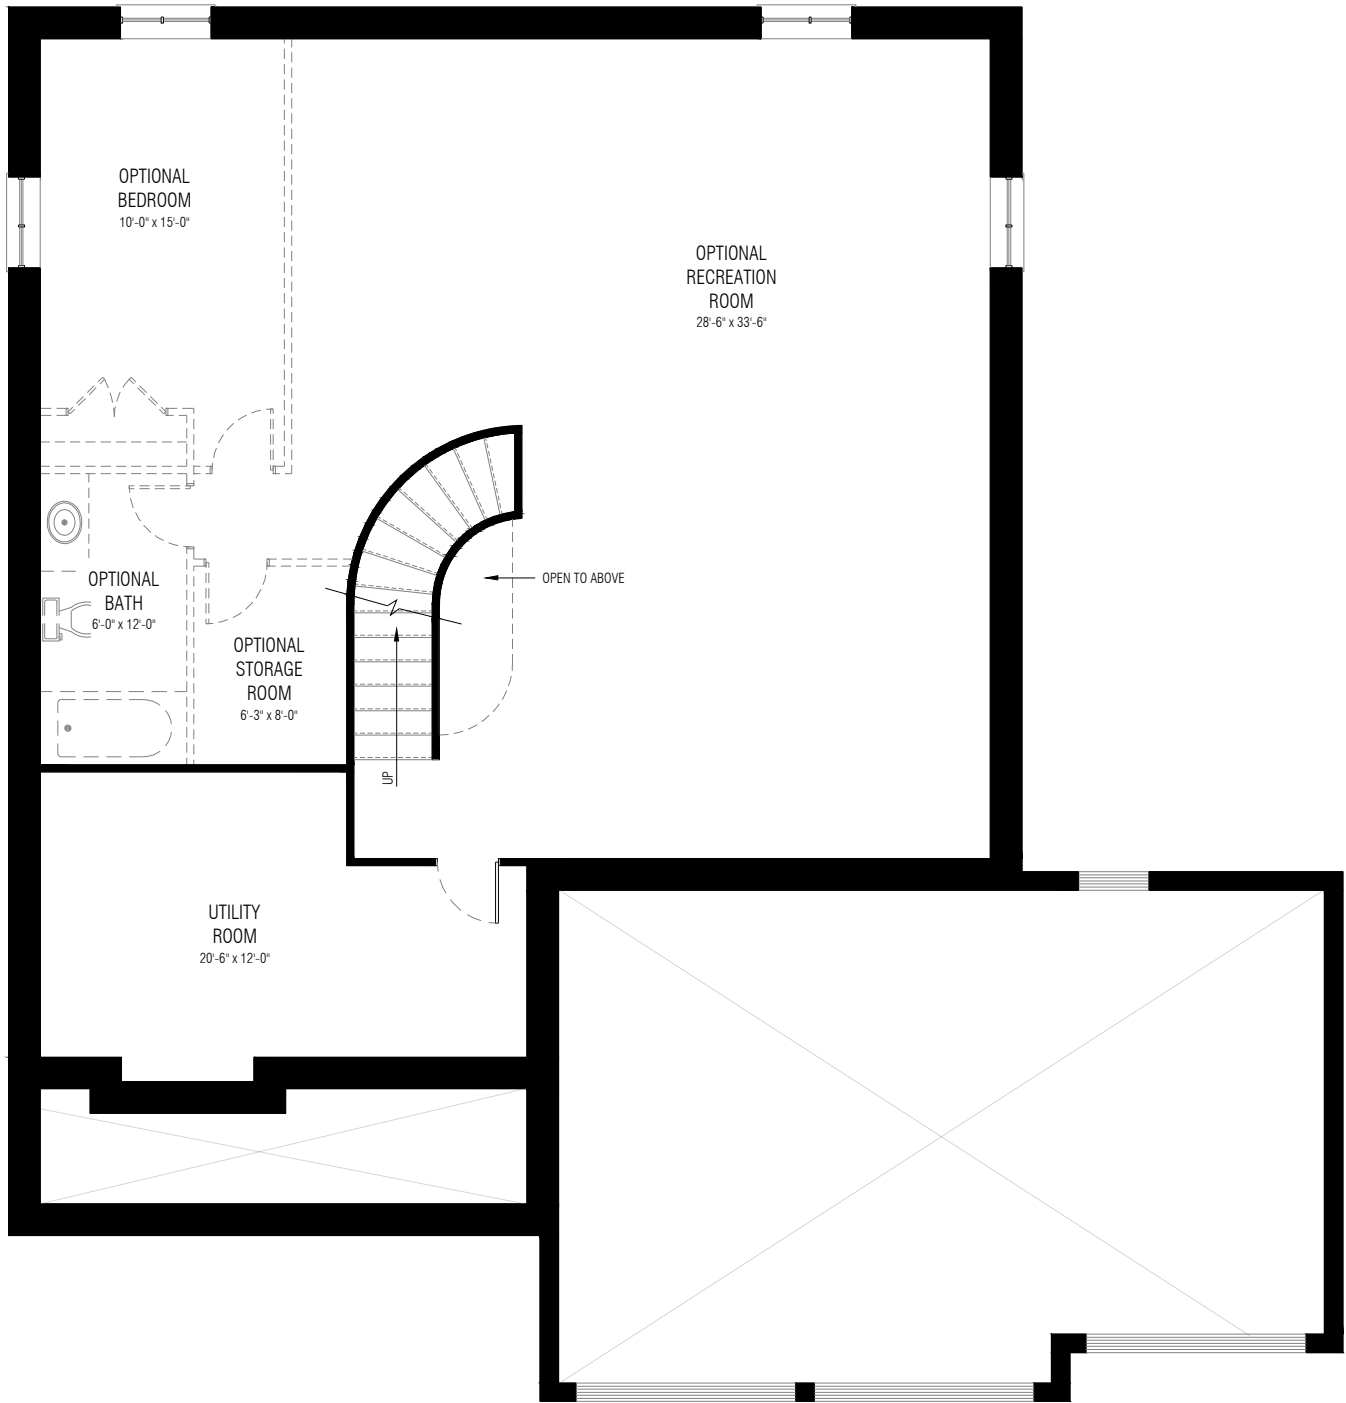 OPTIONAL
BEDROOM
10'-0" x 15'-0"
OPTIONAL
RECREATION
ROOM
28'-6" x 33'-6"
OPTIONAL
BATH
6'-0" x 12'-0"
OPEN TO ABOVE
OPTIONAL
STORAGE
ROOM
6'-3" x 8'-0"
UP
UTILITY
ROOM
20'-6" x 12'-0"